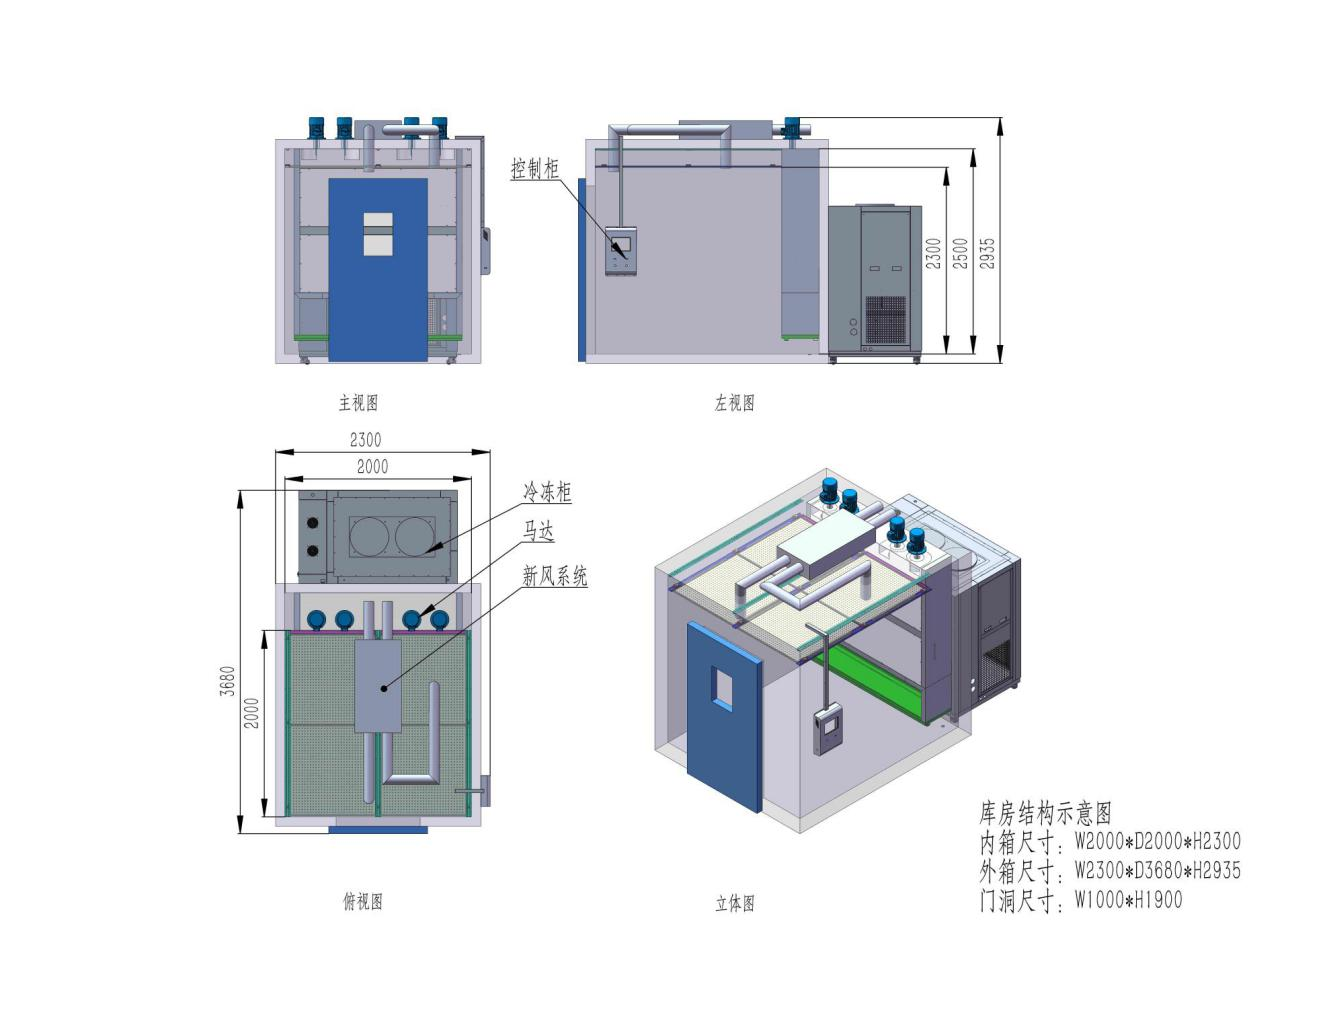 控制柜
2300
2500
2935
主视图
左视图
2300
2000
冷冻柜
马达
新风系统
3680
2000
库房结构示意图
内箱尺寸：W2000*D2000*H2300
外箱尺寸：W2300*D3680*H2935
门洞尺寸：W1000*H1900
俯视图
立体图